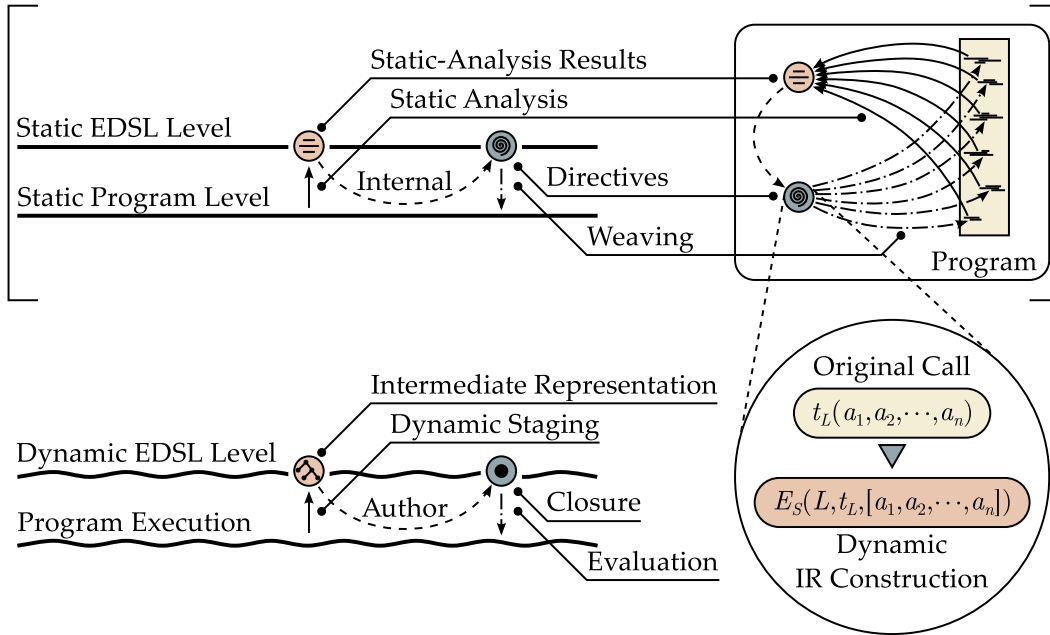 Static-Analysis Results
Static Analysis
Static EDSL Level
Internal
Directives
Static Program Level
Weaving
Program
Original Call
t_L(a_1,a_2,⋯,a_n)
E_S(L,t_L,[a_1,a_2,⋯,a_n])
Dynamic
IR Construction
Intermediate Representation
Dynamic Staging
Dynamic EDSL Level
Author
Closure
Program Execution
Evaluation